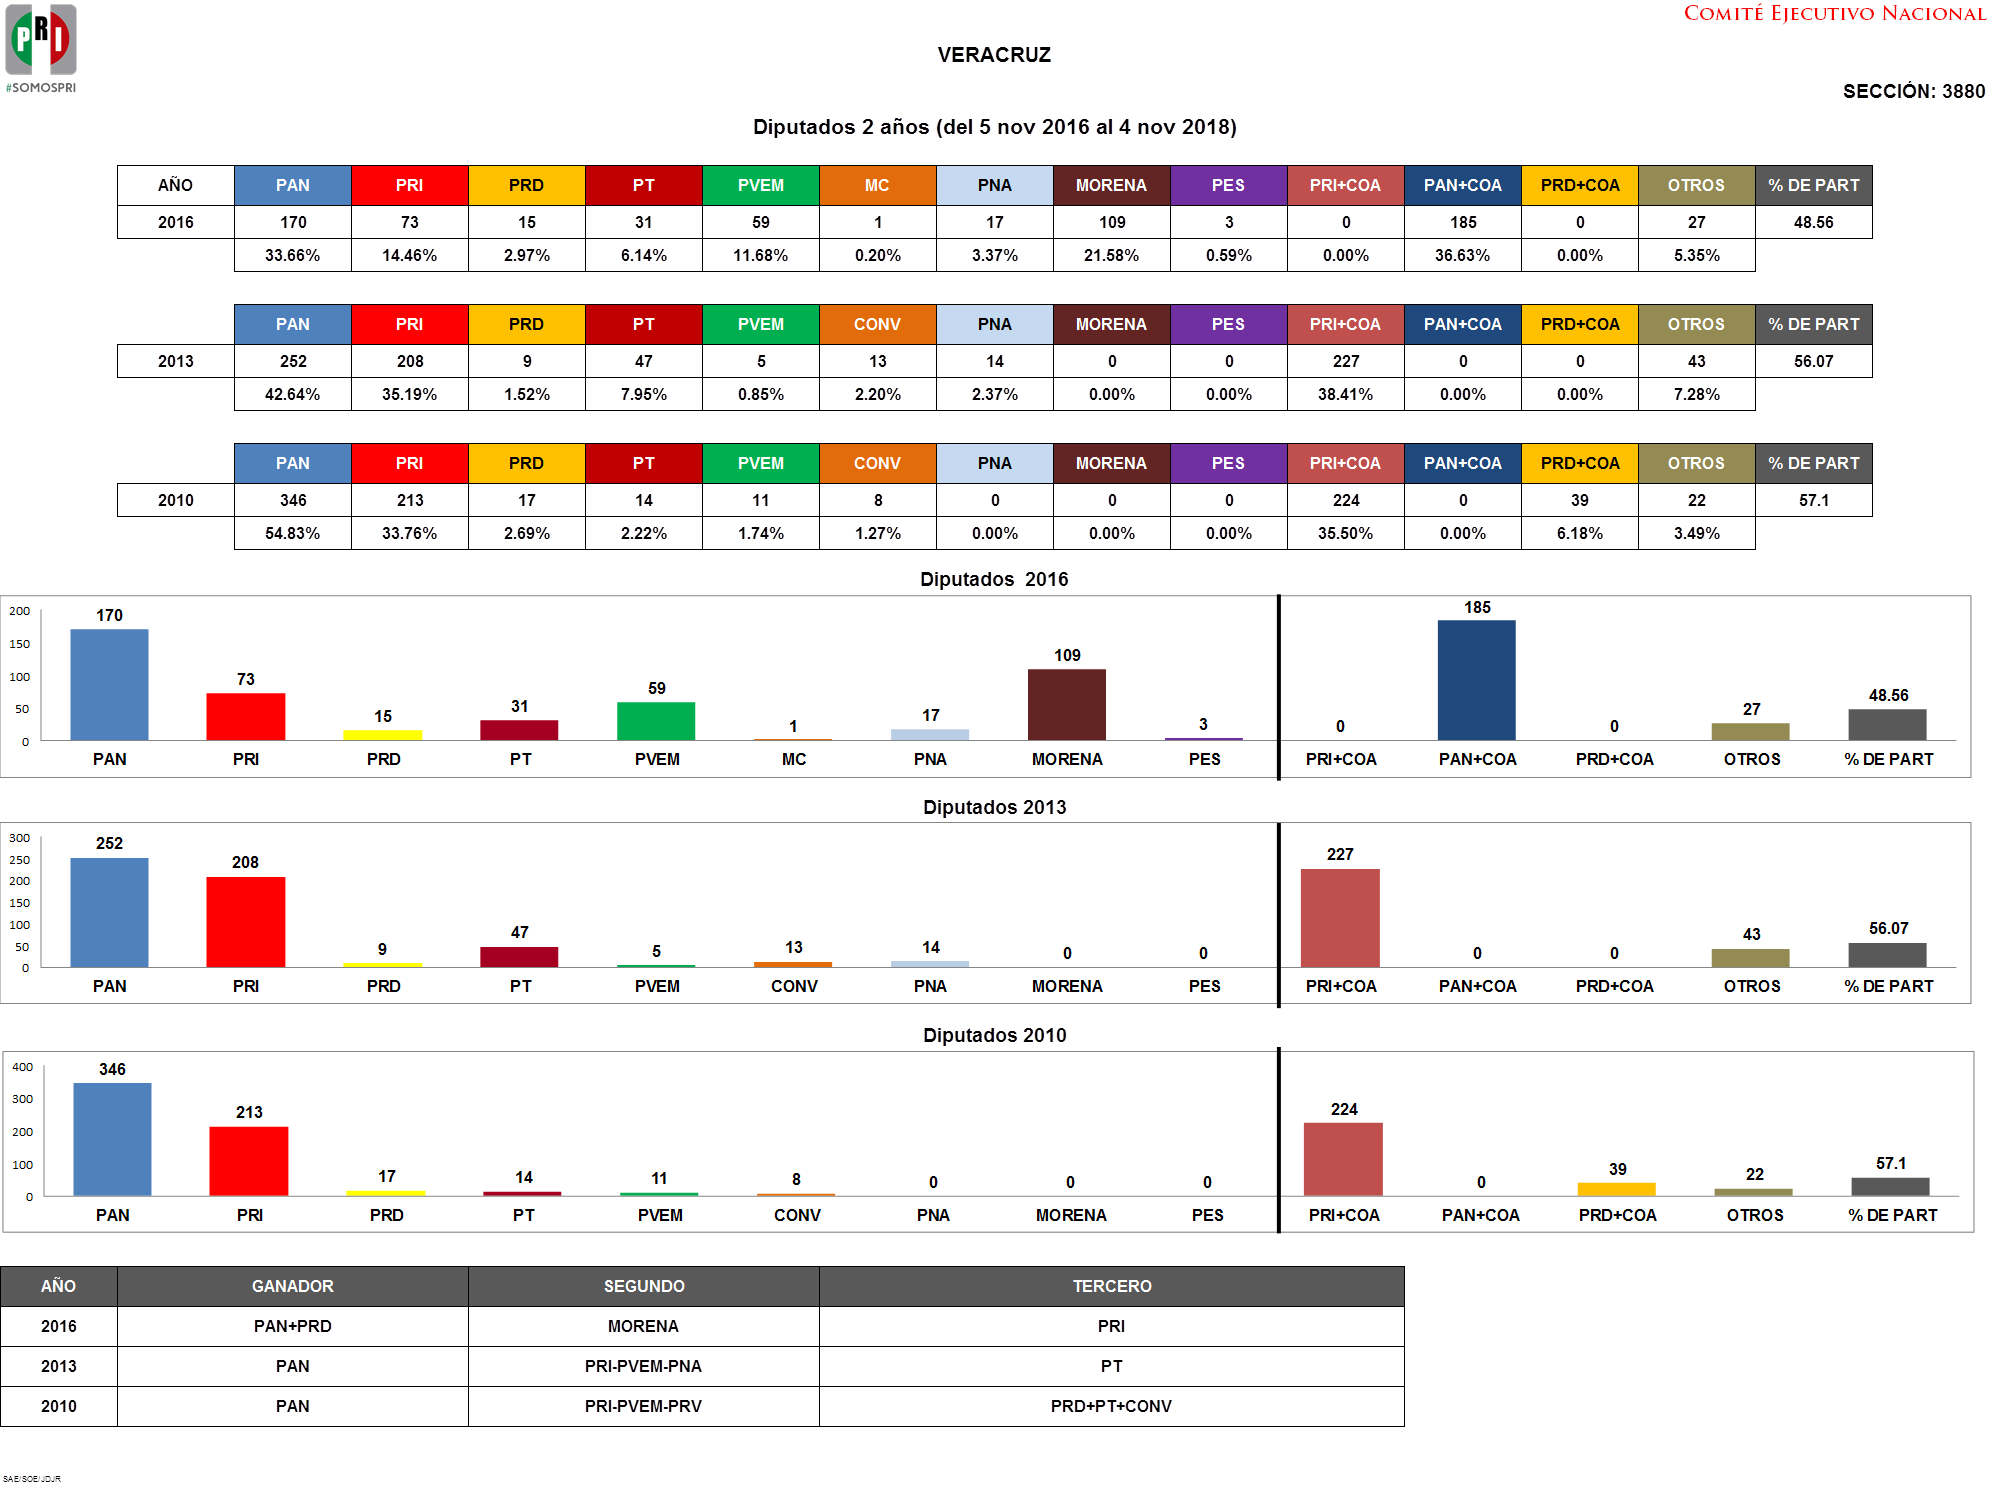 PRI
#SOMOSPRI
COMITÉ EJECUTIVO NACIONAL
VERACRUZ
SECCIÓN: 3880
Diputados 2 años (del 5 nov 2016 al 4 nov 2018)
AÑO PAN PRI PRD PT PVEM MC PNA MORENA PES PRI+COA PAN+COA PRD+COA OTROS % DE PART
2016 170 73 15 31 59 1 17 109 3 0 185 0 27 48.56
33.66% 14.46% 2.97% 6.14% 11.68% 0.20% 3.37% 21.58% 0.59% 0.00% 36.63% 0.00% 5.35%
PAN PRI PRD PT PVEM CONV PNA MORENA PES PRI+COA PAN+COA PRD+COA OTROS % DE PART
2013 252 208 9 47 5 13 14 0 0 227 0 0 43 56.07
42.64% 35.19% 1.52% 7.95% 0.85% 2.20% 2.37% 0.00% 0.00% 38.41% 0.00% 0.00% 7.28%
PAN PRI PRD PT PVEM CONV PNA MORENA PES PRI+COA PAN+COA PRD+COA OTROS % DE PART
2010 346 213 17 14 11 8 0 0 0 224 0 39 22 57.1
54.83% 33.76% 2.69% 2.22% 1.74% 1.27% 0.00% 0.00% 0.00% 35.50% 0.00% 6.18% 3.49%
Diputados 2016
200
150
100
50
0
170 73 15 31 59 1 17 109 3 0 185 0 27 48.56
PAN PRI PRD PT PVEM MC PNA MORENA PES PRI+COA PAN+COA PRD+COA OTROS % DE PART
Diputados 2013
300
250
200
150
100
50
0
252 208 9 47 5 13 14 0 0 227 0 0 43 56.07
PAN PRI PRD PT PVEM CONV PNA MORENA PES PRI+COA PAN+COA PRD+COA OTROS % DE PART
Diputados 2010
400
300
200
100
0
346 213 17 14 11 8 0 0 0 224 0 39 22 57.1
PAN PRI PRD PT PVEM CONV PNA MORENA PES PRI+COA PAN+COA PRD+COA OTROS % DE PART
AÑO GANADOR SEGUNDO TERCERO
2016 PAN+PRD MORENA PRI
2013 PAN PRI-PVEM-PNA PT
2010 PAN PRI-PVEM-PRV PRD+PT+CONV
SAE/SOE/JDJR